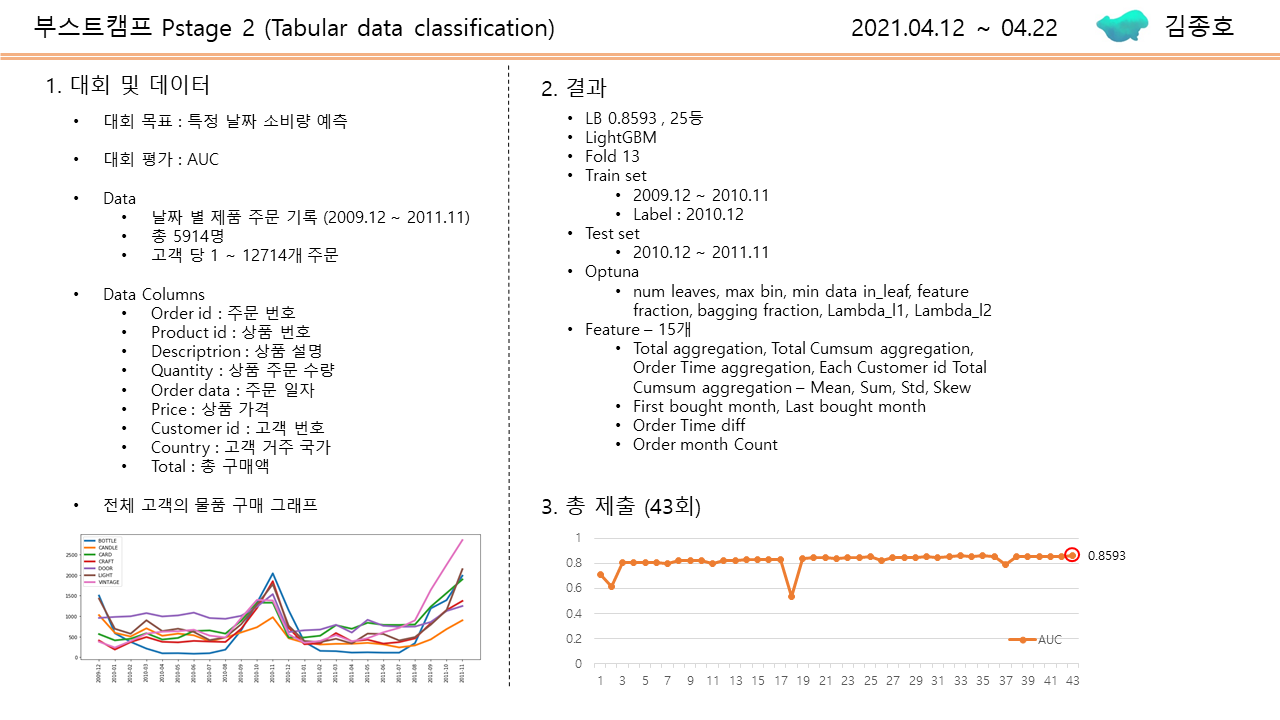 부스트캠프 Pstage 2 (Tabular data classification)
2021.04.12 ~ 04.22
김종호
1. 대회 및 데이터
• 대회 목표 : 특정 날짜 소비량 예측
• 대회 평가 : AUC
• Data
• 날짜 별 제품 주문 기록 (2009.12 ~ 2011.11)
• 총 5914명
• 고객 당 1 ~ 12714개 주문
• Data Columns
• Order id : 주문 번호
• Product id : 상품 번호
• Descriptrion : 상품 설명
• Quantity : 상품 주문 수량
• Order data : 주문 일자
• Price : 상품 가격
• Customer id : 고객 번호
• Country : 고객 거주 국가
• Total : 총 구매액
• 전체 고객의 물품 구매 그래프
BOTTLE
CANDLE
CARD
CRAFT
DOOR
LIGHT
VINTAGE
2500
2000
1500
1000
500
0
2009-12 2010-01 2010-02 2010-03 2010-04 2010-05 2010-06 2010-07 2010-08 2010-09 2010-10 2010-11 2010-12 2011-01 2011-02 2011-03 2011-04 2011-05 2011-06 2011-07 2011-08 2011-09 2011-10 2011-11
2. 결과
• LB 0.8593 , 25등
• LightGBM
• Fold 13
• Train set
• 2009.12 ~ 2010.11
• Label : 2010.12
• Test set
• 2010.12 ~ 2011.11
• Optuna
• num leaves, max bin, min data in_leaf, feature
fraction, bagging fraction, Lambda_l1, Lambda_l2
• Feature – 15개
• Total aggregation, Total Cumsum aggregation,
Order Time aggregation, Each Customer id Total
Cumsum aggregation – Mean, Sum, Std, Skew
• First bought month, Last bought month
• Order Time diff
• Order month Count
3. 총 제출 (43회)
1
0.8
0.6
0.4
0.2
0
0.8593
AUC
1 3 5 7 9 11 13 15 17 19 21 23 25 27 29 31 33 35 37 39 41 43